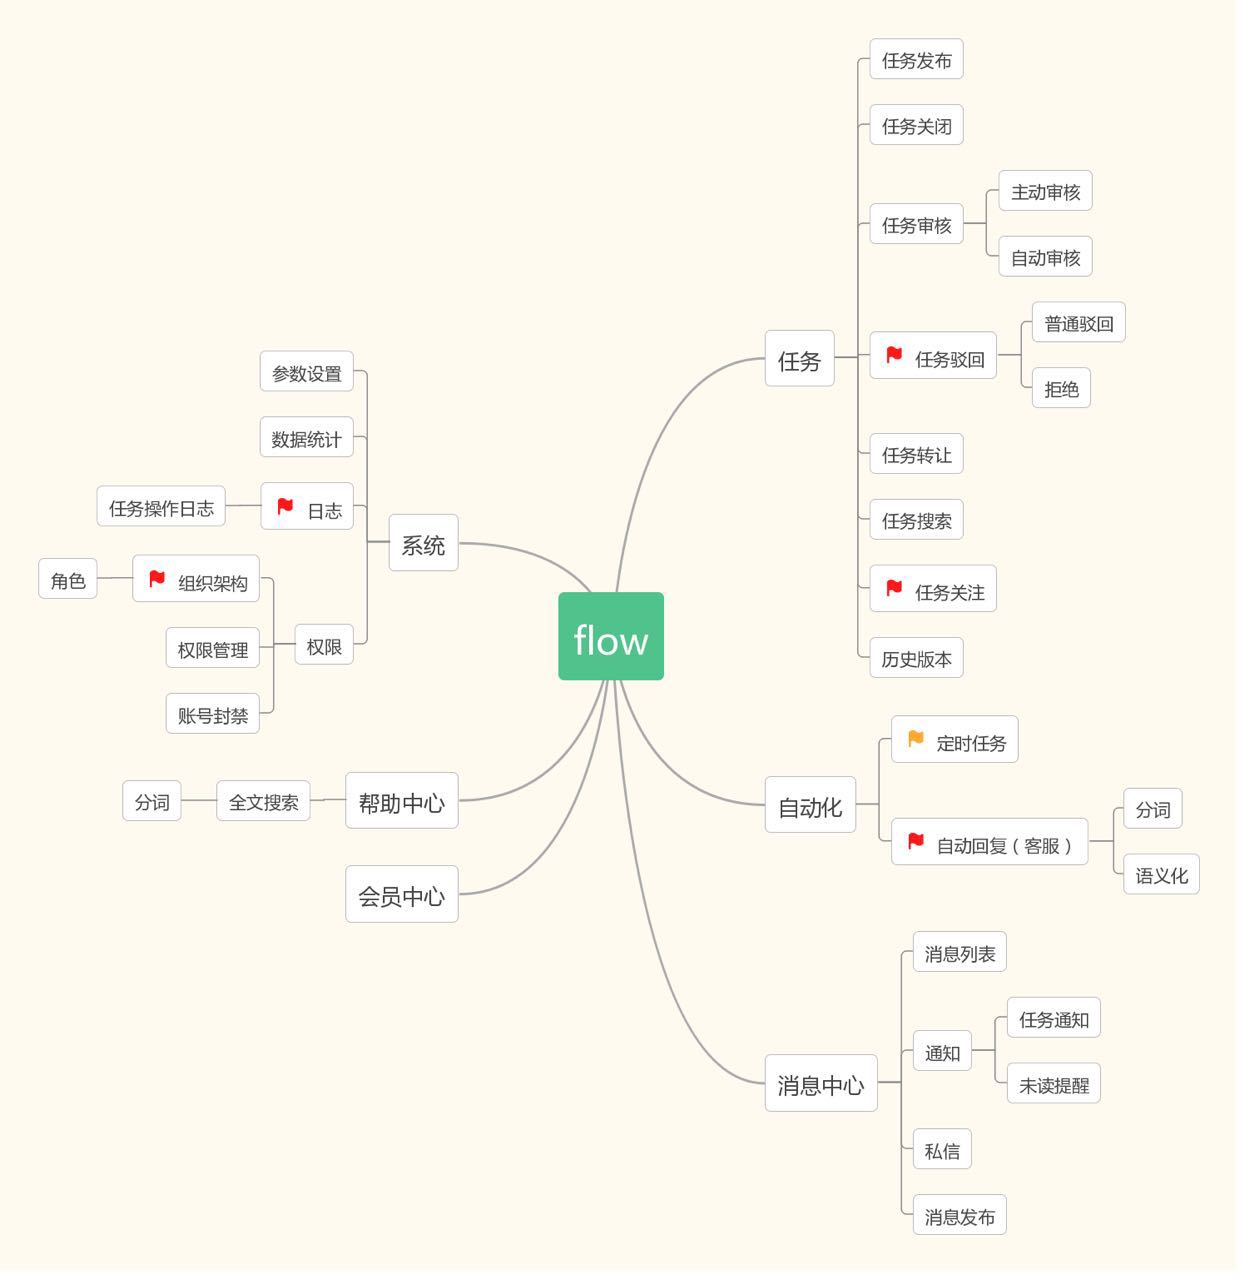 flow
任务
任务发布
任务关闭
任务审核
主动审核
自动审核
任务驳回
普通驳回
拒绝
任务转让
任务搜索
任务关注
历史版本
自动化
定时任务
自动回复（客服）
分词
语义化
消息中心
消息列表
通知
任务通知
未读提醒
私信
消息发布
系统
参数设置
数据统计
日志
任务操作日志
权限
组织架构
角色
权限管理
账号封禁
帮助中心
全文搜索
分词
会员中心